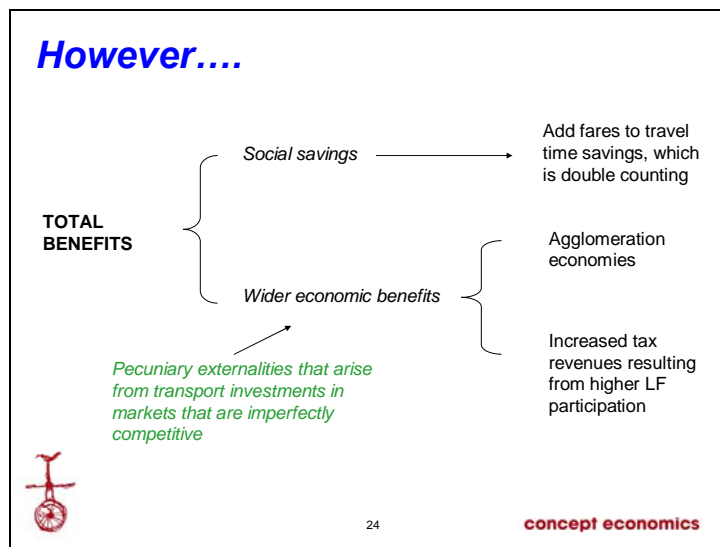 However....
Social savings
Add fares to travel
time savings, which
is double counting
TOTAL
BENEFITS
Agglomeration
economies
Wider economic benefits
Increased tax
revenues resulting
from higher LF
participation
Pecuniary externalities that arise
from transport investments in
markets that are imperfectly
competitive
24
concept economics